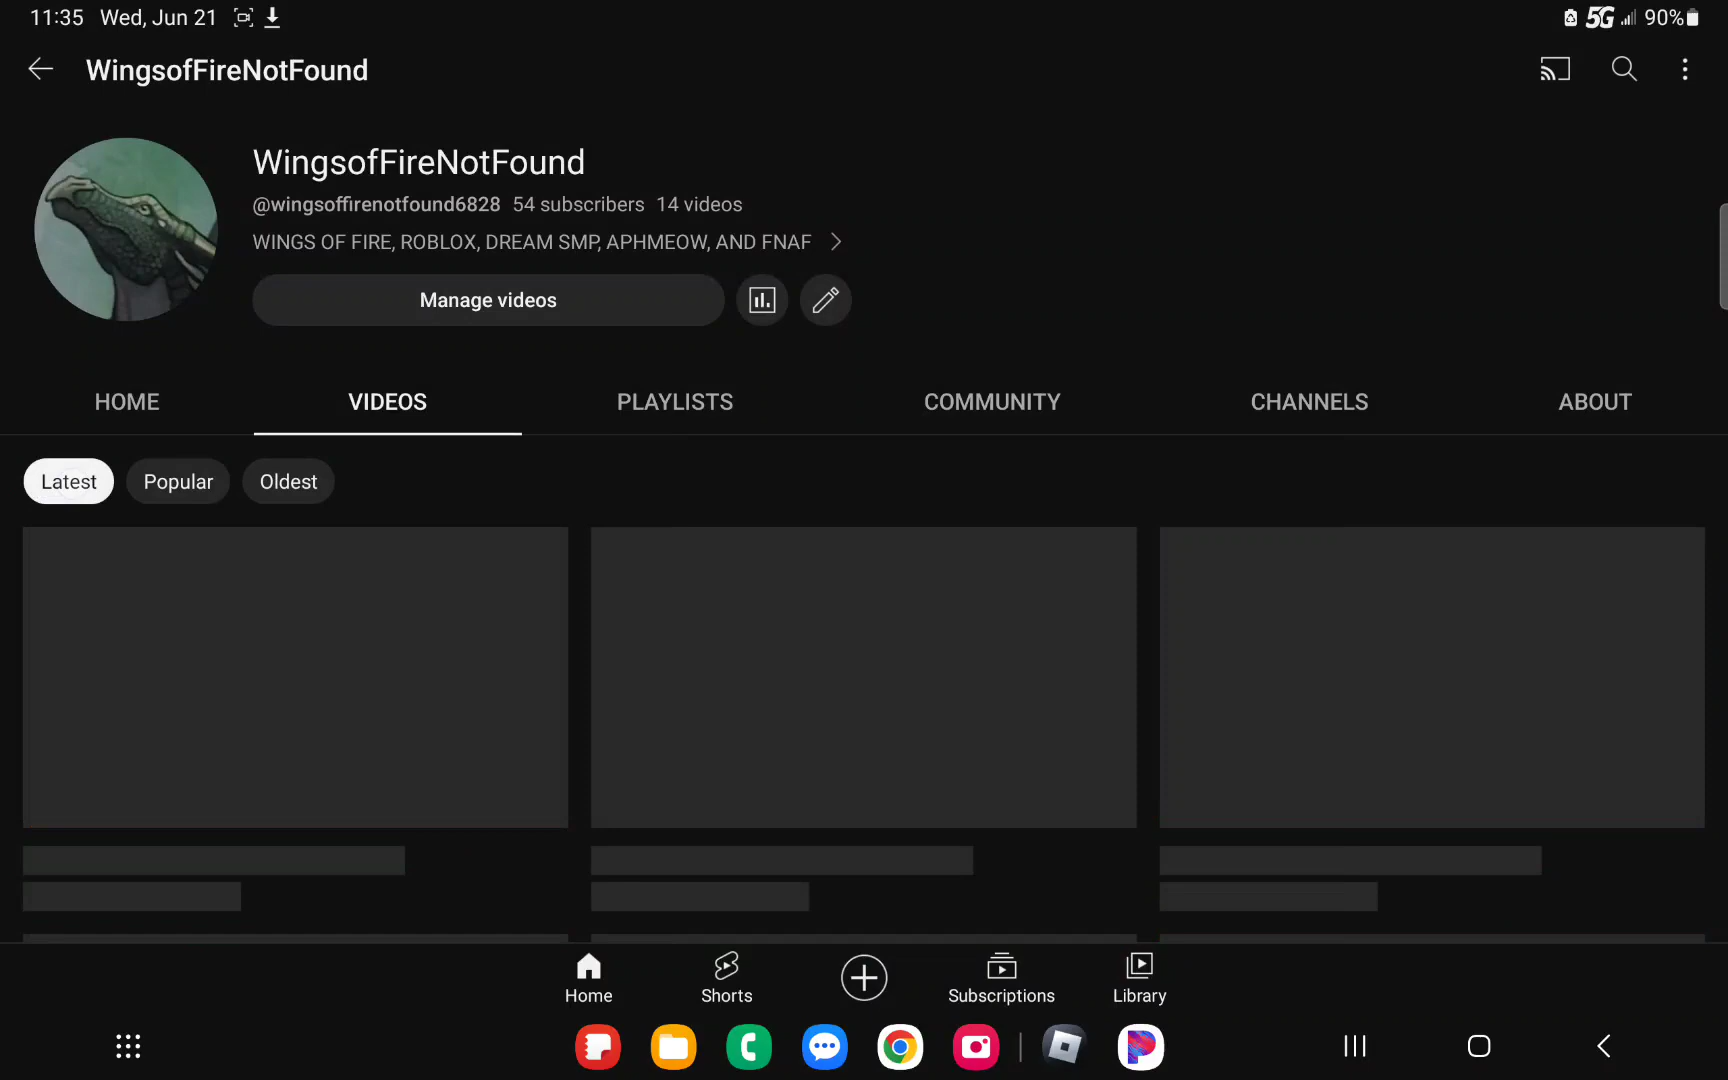 11:35 Wed, Jun 21
5G 90%
WingsofFireNotFound
WingsofFireNotFound
@wingsoffirenotfound6828 54 subscribers 14 videos
WINGS OF FIRE, ROBLOX, DREAM SMP, APHMEOW, AND FNAF
Manage videos
HOME VIDEOS PLAYLISTS COMMUNITY CHANNELS ABOUT
Latest Popular Oldest
Home Shorts Subscriptions Library